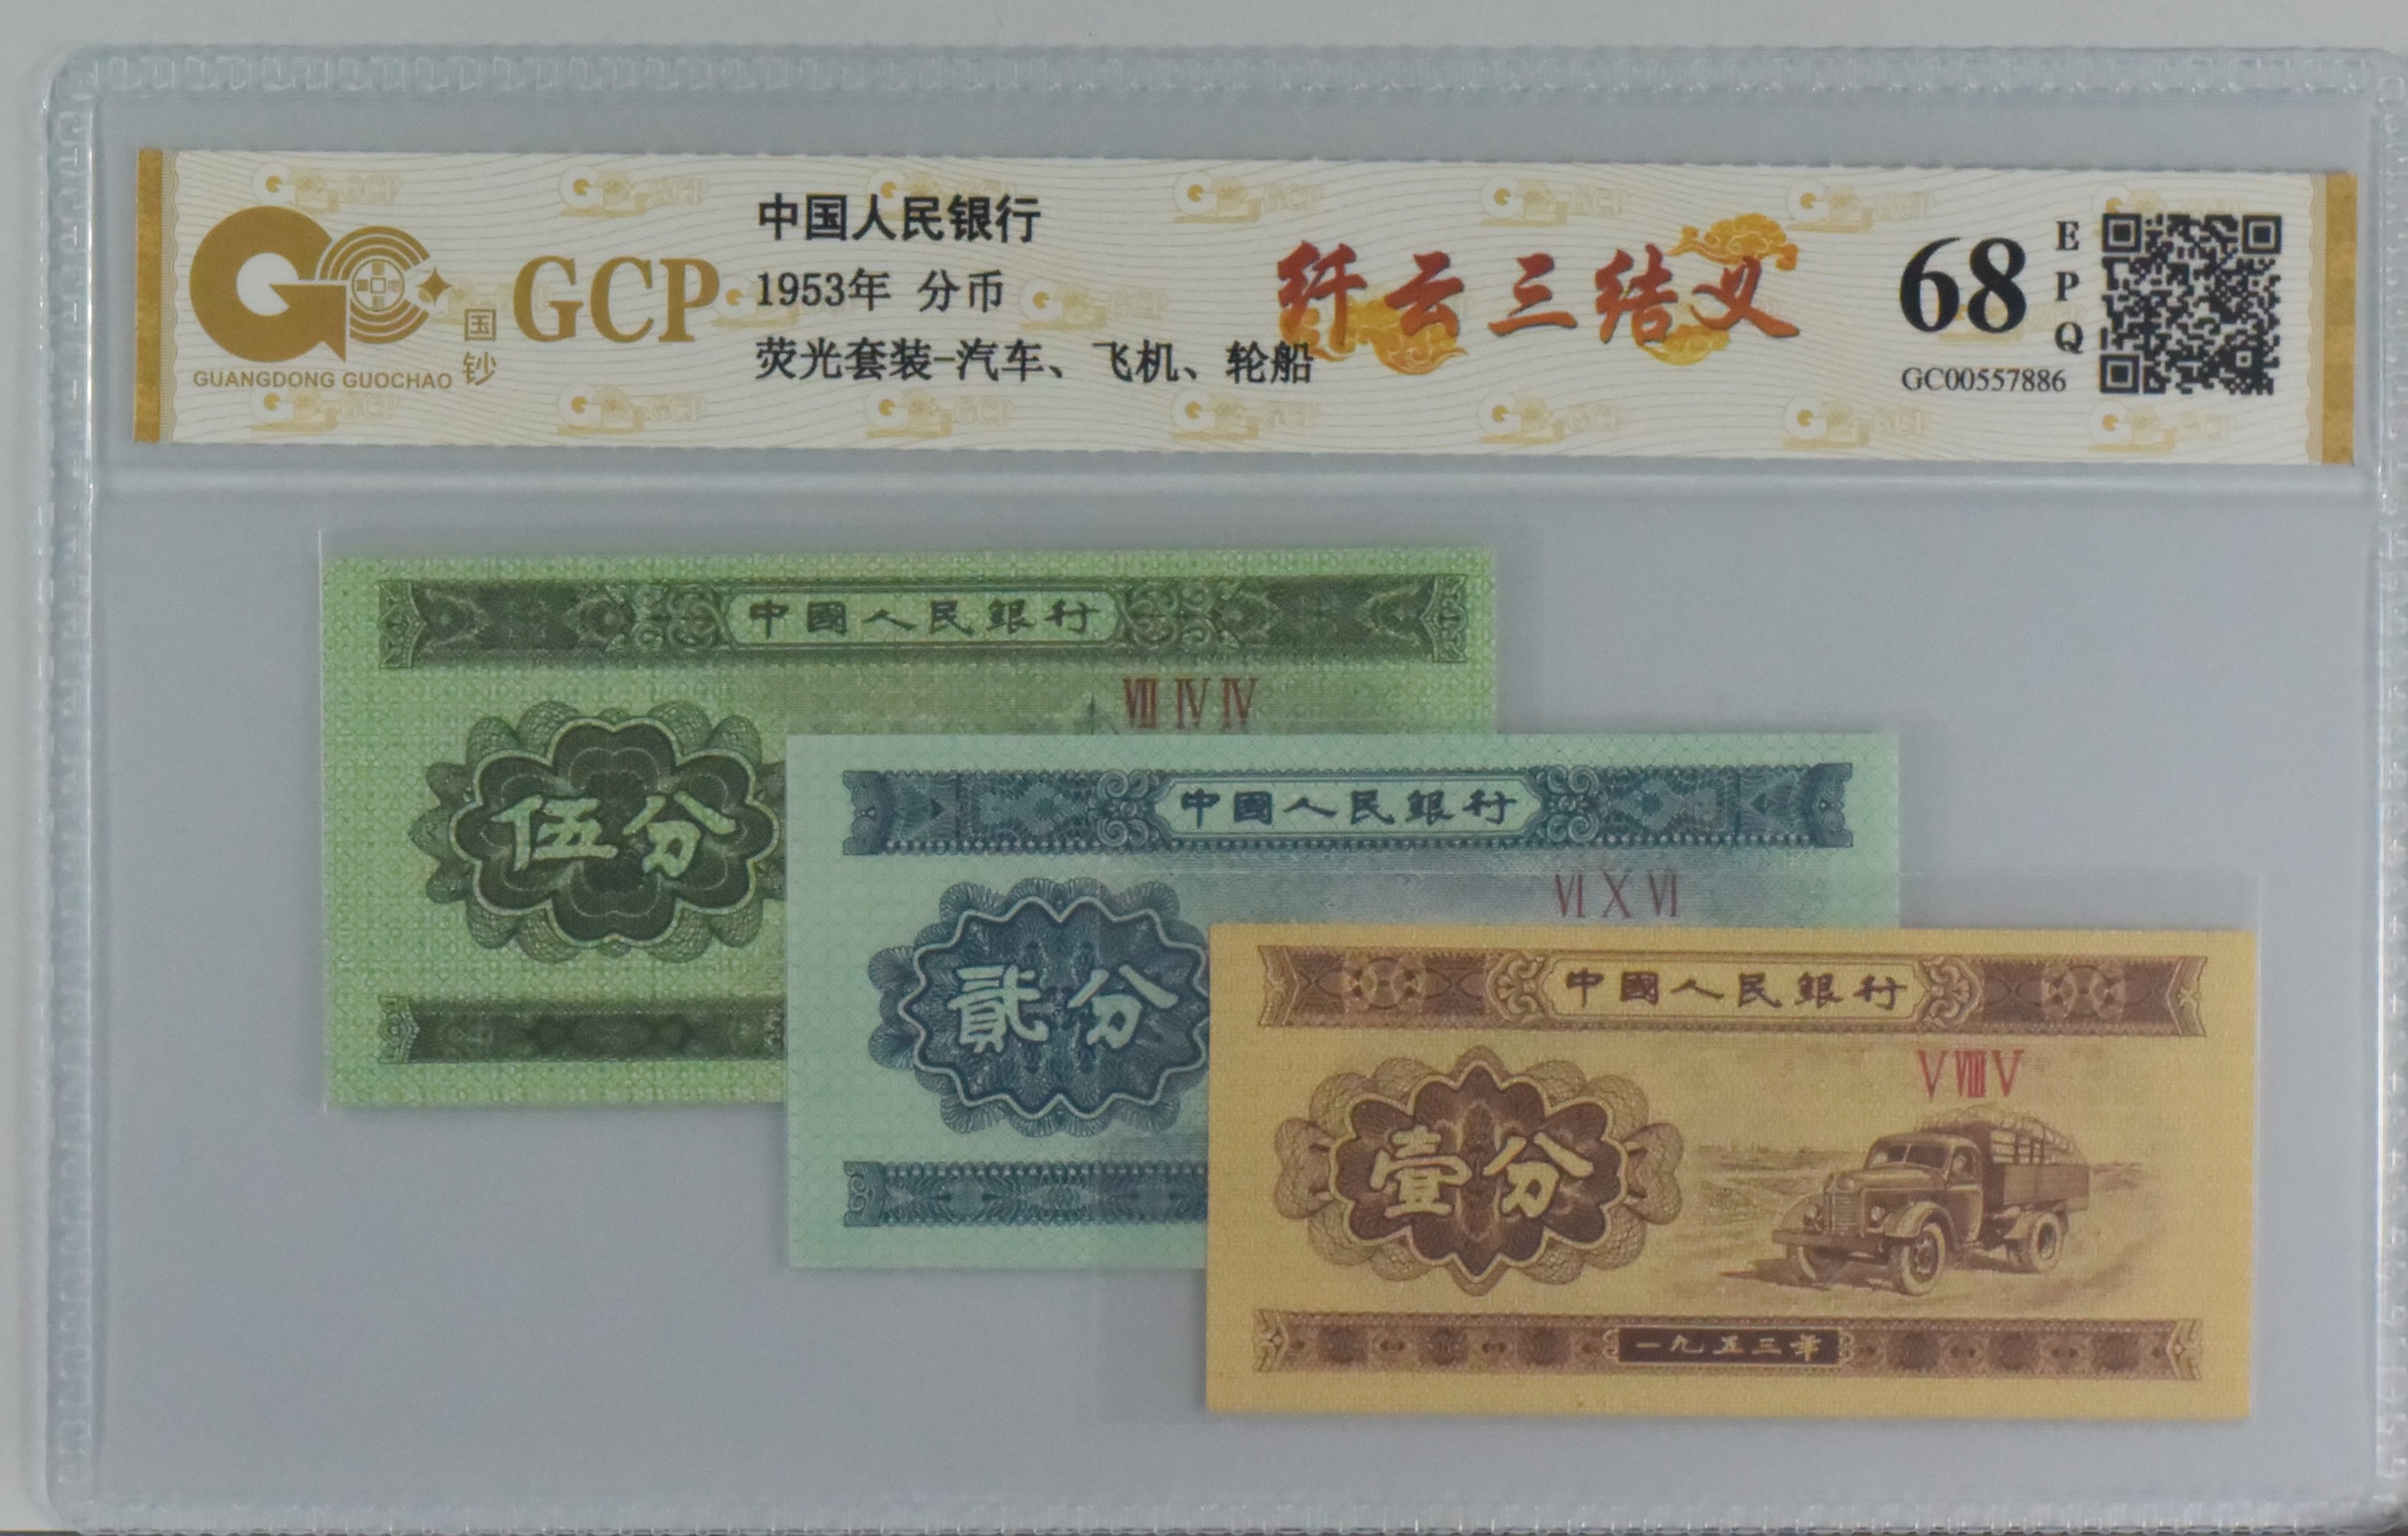 GCP
国钞
GUANGDONG GUOCHAO
中国人民银行
1953年 分币
荧光套装-汽车、飞机、轮船
纤云三结义
68
EPQ
GC00557886
中國人民銀行
Ⅶ Ⅳ Ⅳ
伍分
中國人民銀行
Ⅵ Ⅹ Ⅵ
貳分
中國人民銀行
Ⅴ Ⅷ Ⅴ
壹分
一九五三年